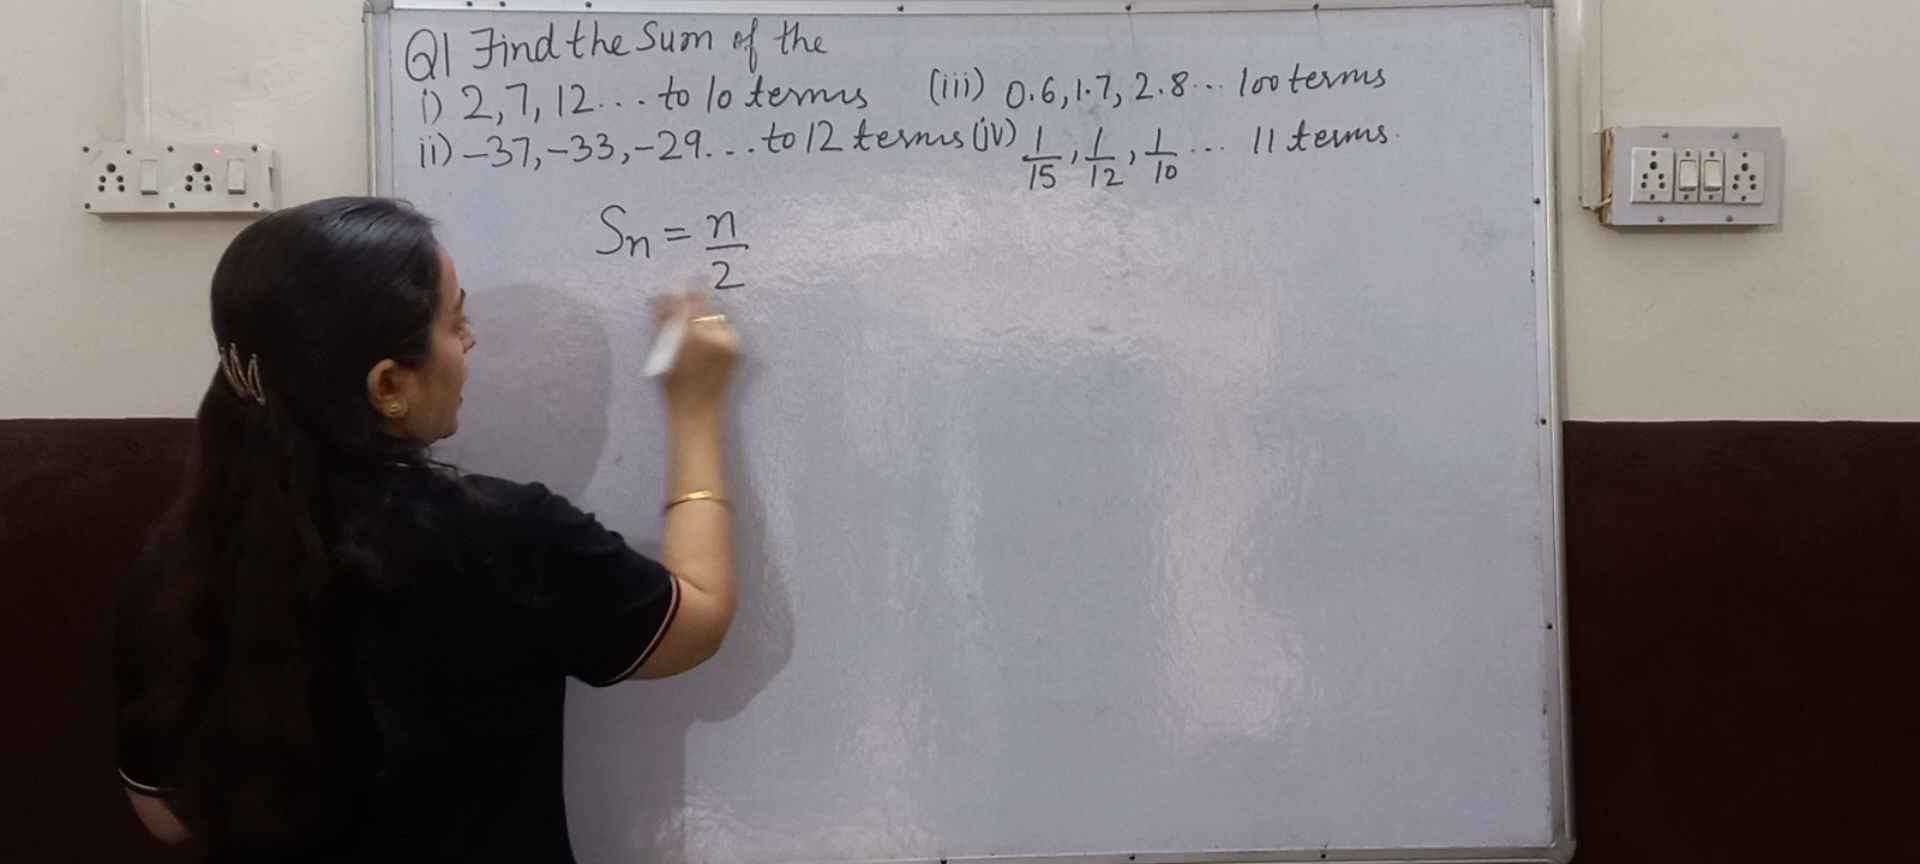 Q1 Find the Sum of the
i) 2, 7, 12... to 10 terms (iii) 0.6, 1.7, 2.8... 100 terms
ii) -37, -33, -29... to 12 terms (iv) 1/15, 1/12, 1/10 ... 11 terms.
Sn = n/2